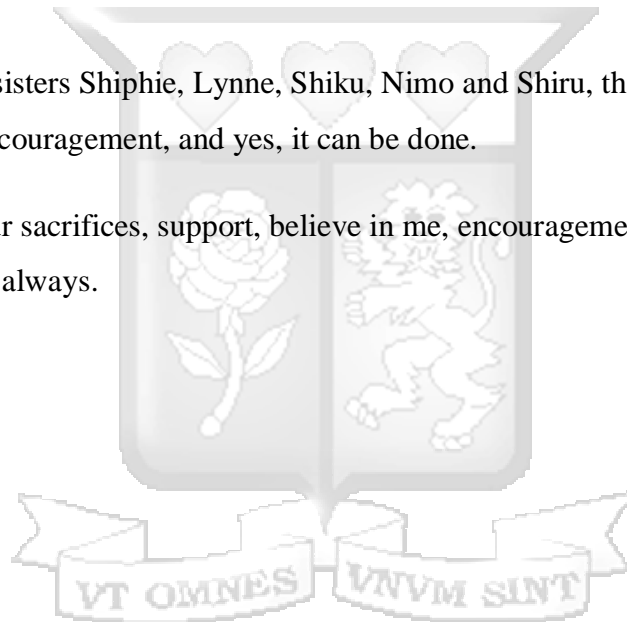 sisters Shiphie, Lynne, Shiku, Nimo and Shiru, th
couragement, and yes, it can be done.
r sacrifices, support, believe in me, encourageme
always.
VT OMNES VNVM SINT